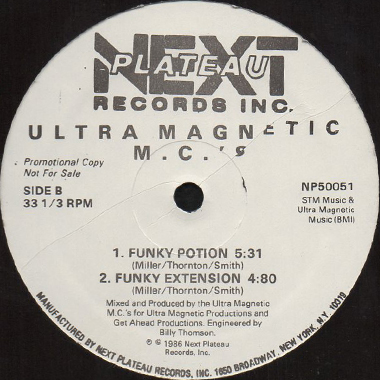 NEXT
PLATEAU
RECORDS INC.
ULTRA MAGNETIC
M.C.'s
Promotional Copy
Not For Sale
SIDE B
33 1/3 RPM
NP50051
STM Music &
Ultra Magnetic
Music (BMI)
1. FUNKY POTION 5:31
(Miller/Thornton/Smith)
2. FUNKY EXTENSION 4:80
(Miller/Thornton/Smith)
Mixed and Produced by the Ultra Magnetic
M.C.'s for Ultra Magnetic Productions and
Get Ahead Productions. Engineered by
Billy Thomson.
℗ © 1986 Next Plateau
Records, Inc.
MANUFACTURED BY NEXT PLATEAU RECORDS, INC. 1650 BROADWAY, NEW YORK, N.Y. 10019